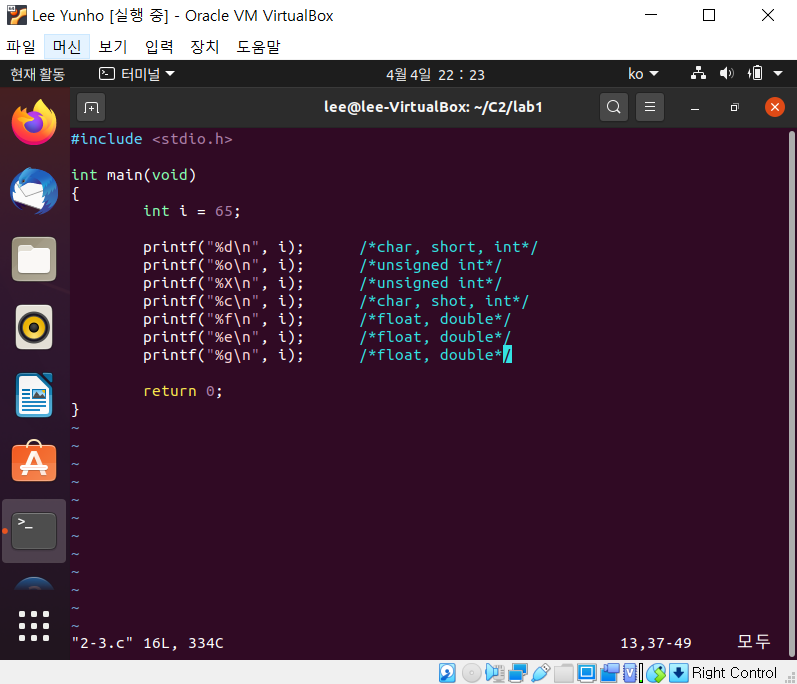 Lee Yunho [실행 중] - Oracle VM VirtualBox
파일 머신 보기 입력 장치 도움말
현재 활동 터미널 4월 4일 22 : 23 ko
lee@lee-VirtualBox: ~/C2/lab1
#include <stdio.h>
int main(void)
{
int i = 65;
printf("%d\n", i); /*char, short, int*/
printf("%o\n", i); /*unsigned int*/
printf("%X\n", i); /*unsigned int*/
printf("%c\n", i); /*char, shot, int*/
printf("%f\n", i); /*float, double*/
printf("%e\n", i); /*float, double*/
printf("%g\n", i); /*float, double*/
return 0;
}
~
~
~
~
~
~
~
~
~
~
~
~
"2-3.c" 16L, 334C 13,37-49 모두
Right Control